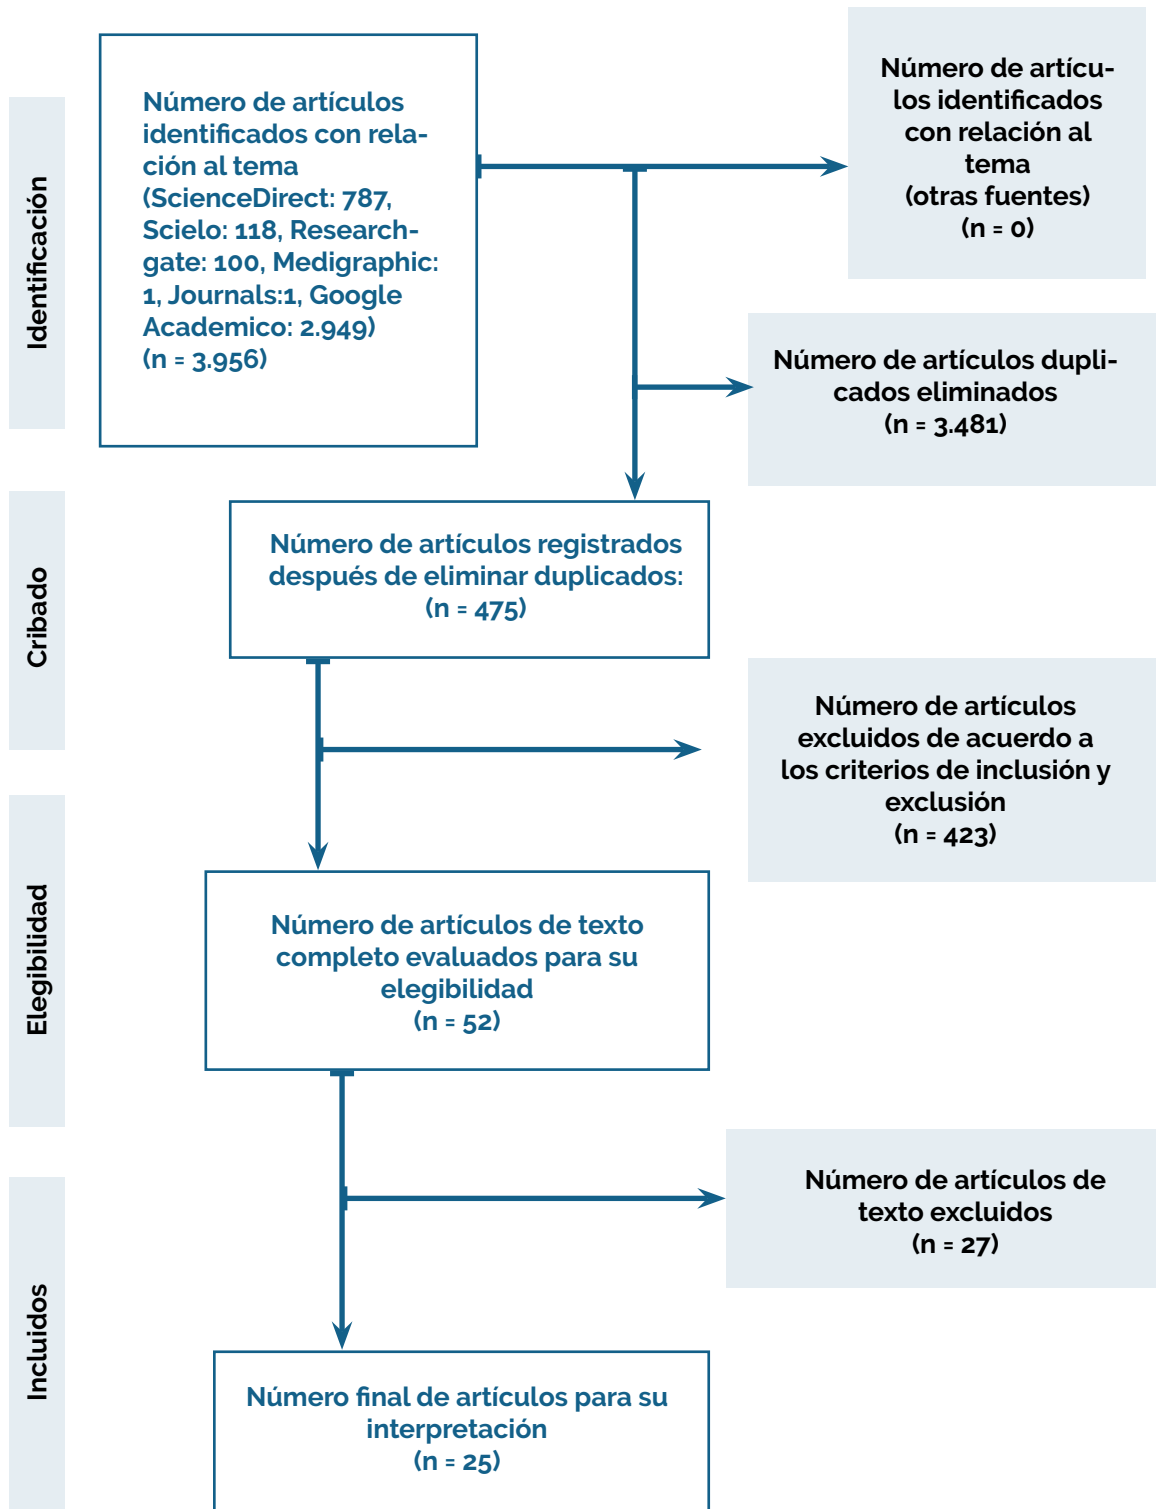 Identificación
Número de artículos
identificados con rela-
ción al tema
(ScienceDirect: 787,
Scielo: 118, Research-
gate: 100, Medigraphic:
1, Journals:1, Google
Academico: 2.949)
(n = 3.956)
Número de artícu-
los identificados
con relación al
tema
(otras fuentes)
(n = 0)
Número de artículos dupli-
cados eliminados
(n = 3.481)
Cribado
Número de artículos registrados
después de eliminar duplicados:
(n = 475)
Número de artículos
excluidos de acuerdo a
los criterios de inclusión y
exclusión
(n = 423)
Elegibilidad
Número de artículos de texto
completo evaluados para su
elegibilidad
(n = 52)
Número de artículos de
texto excluidos
(n = 27)
Incluidos
Número final de artículos para su
interpretación
(n = 25)